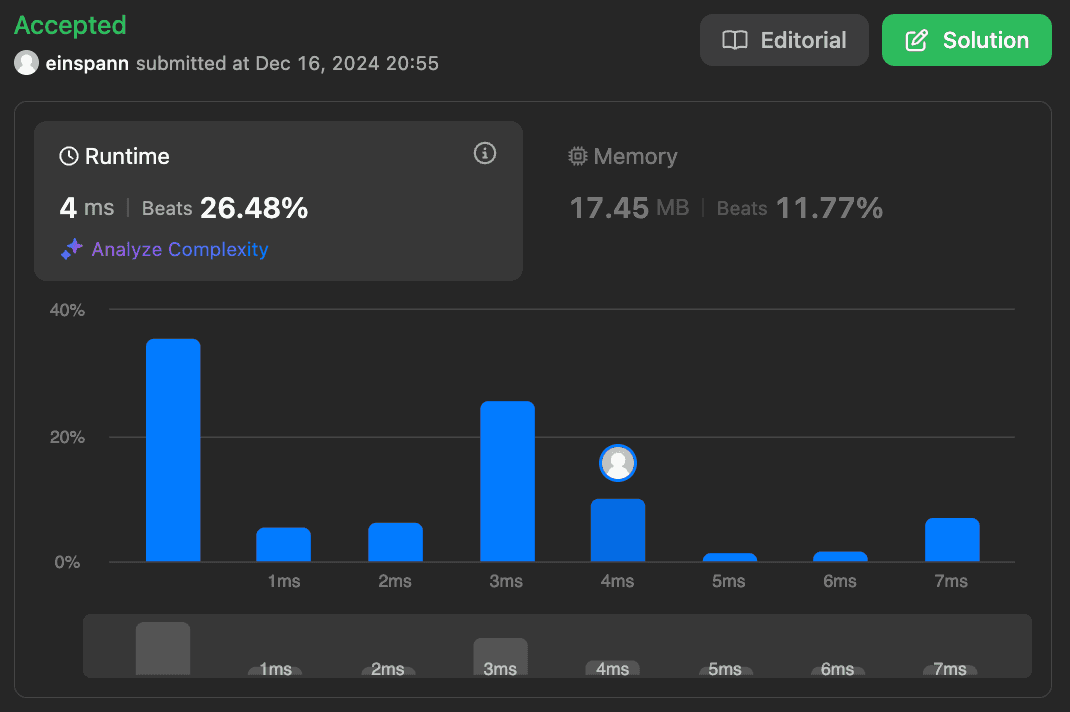 Accepted
Editorial
Solution
einspann submitted at Dec 16, 2024 20:55
Runtime
Memory
4 ms | Beats 26.48%
17.45 MB | Beats 11.77%
Analyze Complexity
40%
20%
0%
1ms 2ms 3ms 4ms 5ms 6ms 7ms
1ms 2ms 3ms 4ms 5ms 6ms 7ms